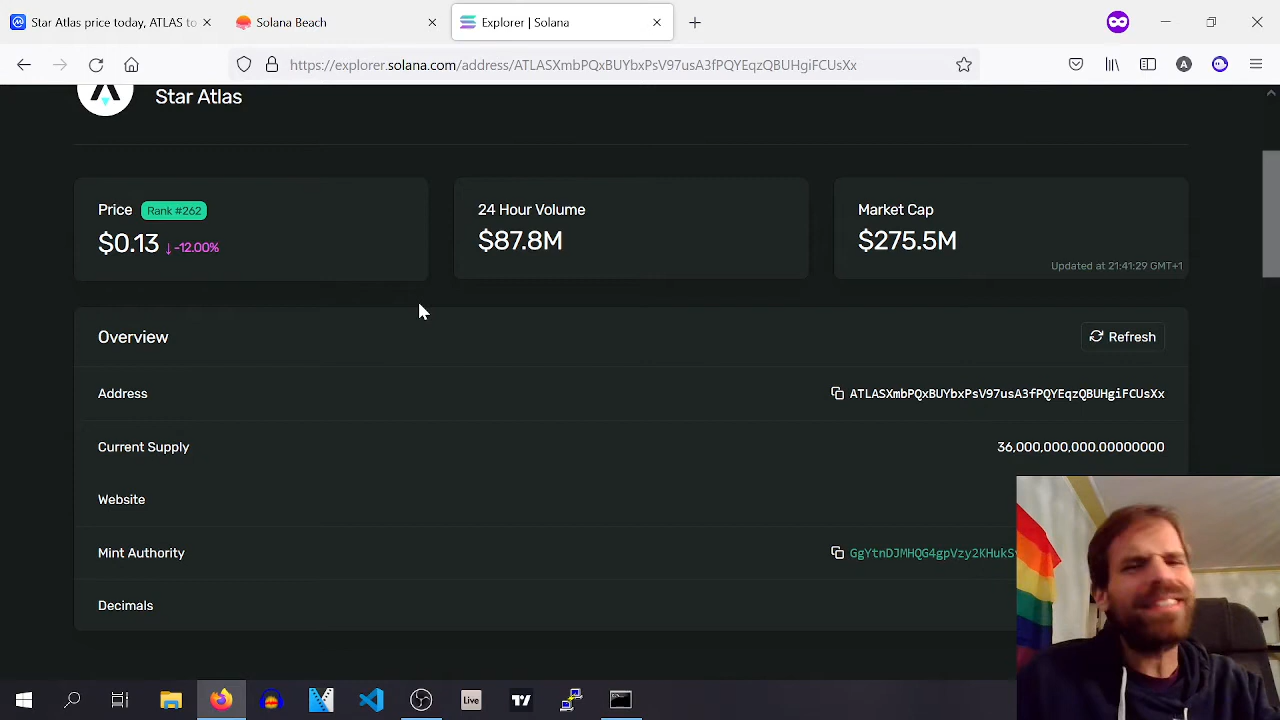 Star Atlas price today, ATLAS to
Solana Beach
Explorer | Solana
https://explorer.solana.com/address/ATLASXmbPQxBUYbxPsV97usA3fPQYEqzQBUHgiFCUsXx
A
Star Atlas
Price Rank #262
$0.13 ↓-12.00%
24 Hour Volume
$87.8M
Market Cap
$275.5M
Updated at 21:41:29 GMT+1
Overview
Refresh
Address ATLASXmbPQxBUYbxPsV97usA3fPQYEqzQBUHgiFCUsXx
Current Supply 36,000,000,000.00000000
Website
Mint Authority GgYtnDJMHQG4gpVzy2KHukS
Decimals
Live